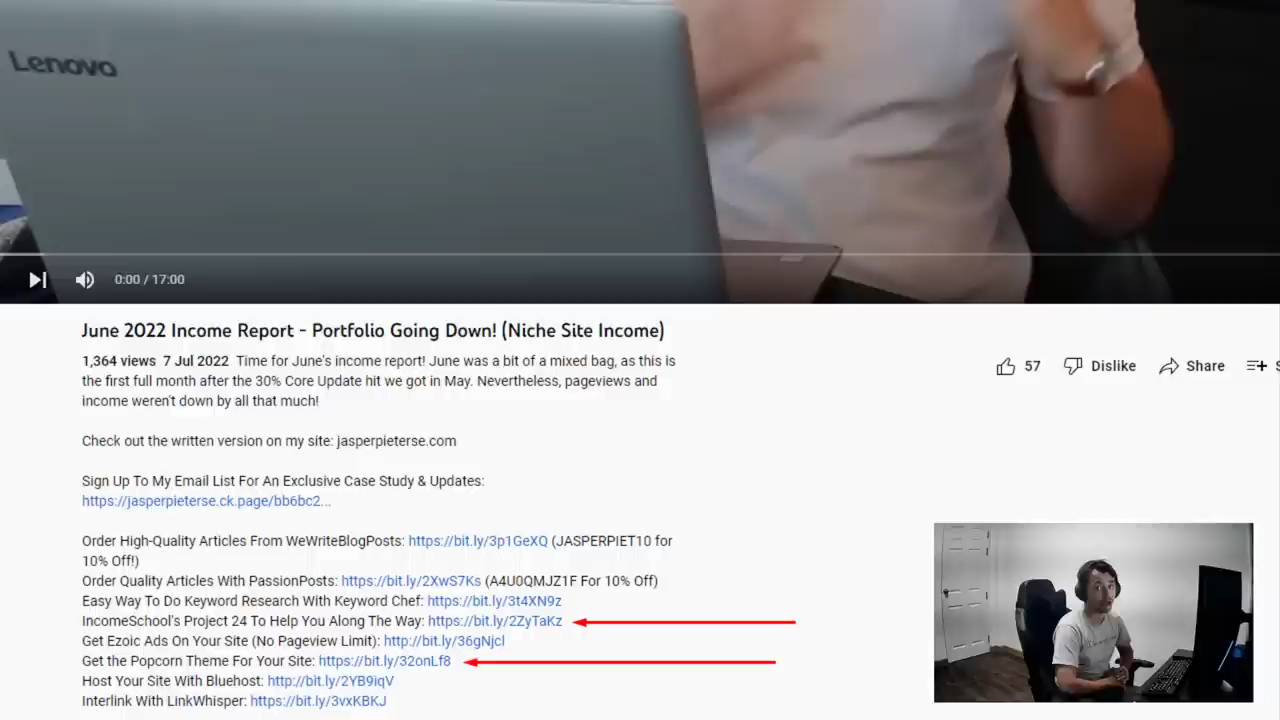 Lenovo
0:00 / 17:00
June 2022 Income Report - Portfolio Going Down! (Niche Site Income)
1,364 views 7 Jul 2022 Time for June's income report! June was a bit of a mixed bag, as this is
the first full month after the 30% Core Update hit we got in May. Nevertheless, pageviews and
income weren't down by all that much!
57 Dislike Share S
Check out the written version on my site: jasperpieterse.com
Sign Up To My Email List For An Exclusive Case Study & Updates:
https://jasperpieterse.ck.page/bb6bc2...
Order High-Quality Articles From WeWriteBlogPosts: https://bit.ly/3p1GeXQ (JASPERPIET10 for
10% Off!)
Order Quality Articles With PassionPosts: https://bit.ly/2XwS7Ks (A4U0QMJZ1F For 10% Off)
Easy Way To Do Keyword Research With Keyword Chef: https://bit.ly/3t4XN9z
IncomeSchool's Project 24 To Help You Along The Way: https://bit.ly/2ZyTaKz
Get Ezoic Ads On Your Site (No Pageview Limit): http://bit.ly/36gNjcl
Get the Popcorn Theme For Your Site: https://bit.ly/32onLf8
Host Your Site With Bluehost: http://bit.ly/2YB9iqV
Interlink With LinkWhisper: https://bit.ly/3vxKBKJ